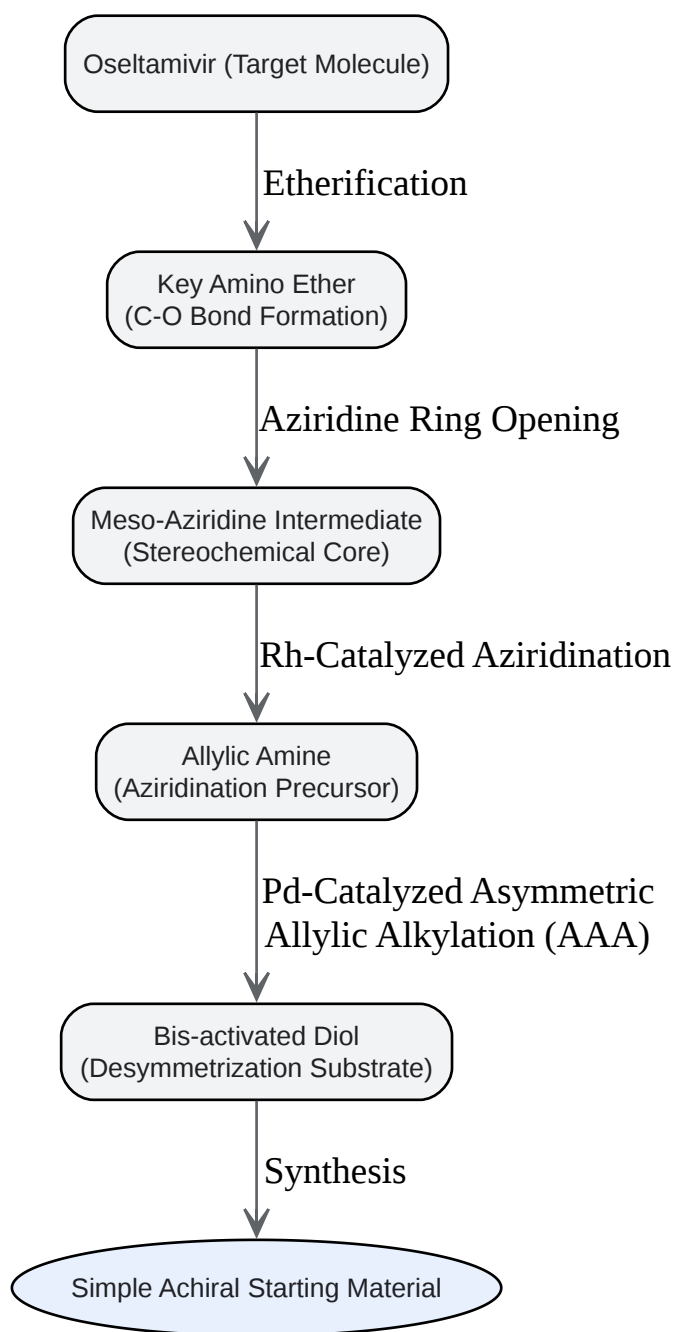 Oseltamivir (Target Molecule)
Etherification
Key Amino Ether
(C-O Bond Formation)
Aziridine Ring Opening
Meso-Aziridine Intermediate
(Stereochemical Core)
Rh-Catalyzed Aziridination
Allylic Amine
(Aziridination Precursor)
Pd-Catalyzed Asymmetric
Allylic Alkylation (AAA)
Bis-activated Diol
(Desymmetrization Substrate)
Synthesis
Simple Achiral Starting Material